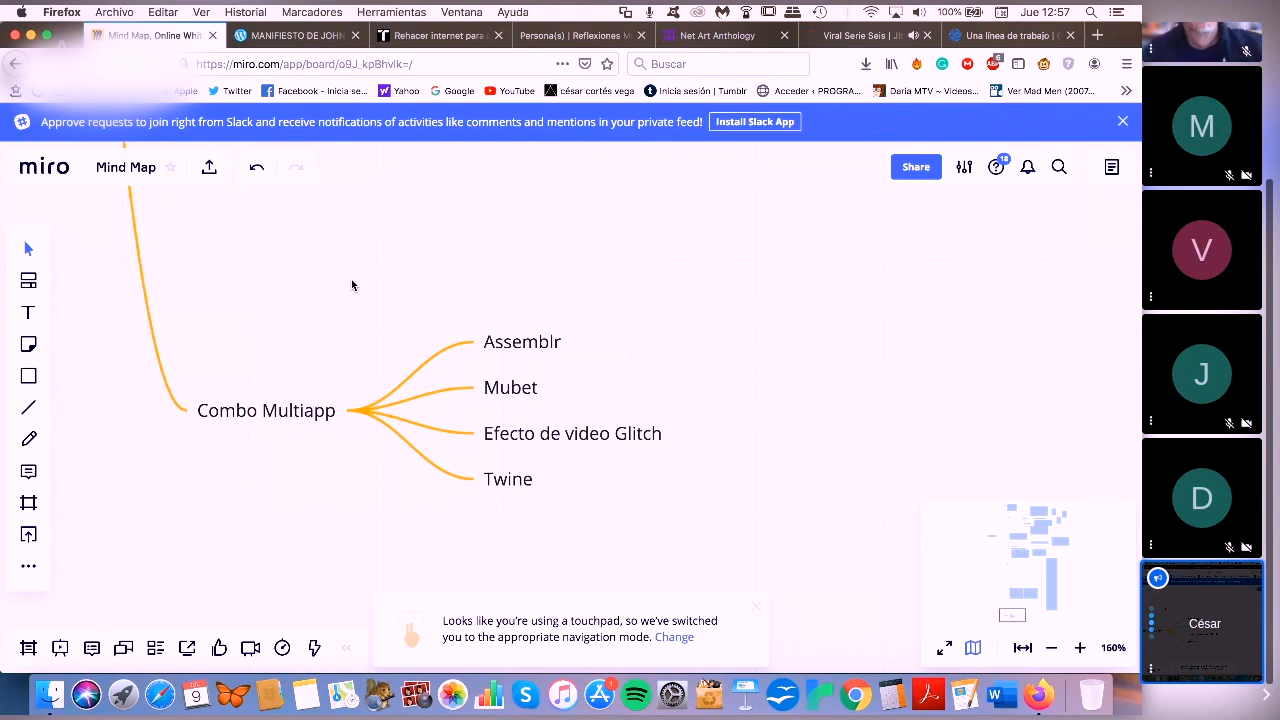 Firefox Archivo Editar Ver Historial Marcadores Herramientas Ventana Ayuda 100% Jue 12:57
Mind Map, Online Whit MANIFIESTO DE JOHN Rehacer internet para Persona(s) | Reflexiones M Net Art Anthology Viral Serie Seis | Ji Una línea de trabajo | C
https://miro.com/app/board/o9J_kpBhvlk=/ Buscar 6
Apple Twitter Facebook - Inicia se... Yahoo Google YouTube césar cortés vega Inicia sesión | Tumblr Acceder ‹ PROGRA... Daria MTV ~ Videos... Ver Mad Men (2007...
Approve requests to join right from Slack and receive notifications of activities like comments and mentions in your private feed! Install Slack App
miro Mind Map Share 18
Assemblr
Mubet
Combo Multiapp
Efecto de video Glitch
Twine
Looks like you're using a touchpad, so we've switched
you appropriate navigation mode. Change
160%
9
1
M
V
J
D
César